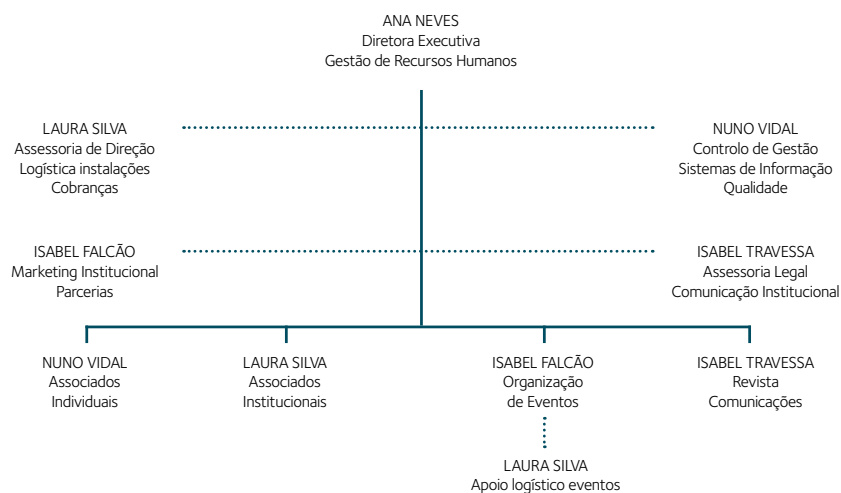 ANA NEVES
Diretora Executiva
Gestão de Recursos Humanos
LAURA SILVA
Assessoria de Direção
Logística instalações
Cobranças
NUNO VIDAL
Controlo de Gestão
Sistemas de Informação
Qualidade
ISABEL FALCÃO
Marketing Institucional
Parcerias
ISABEL TRAVESSA
Assessoria Legal
Comunicação Institucional
NUNO VIDAL
Associados
Individuais
LAURA SILVA
Associados
Institucionais
ISABEL FALCÃO
Organização
de Eventos
ISABEL TRAVESSA
Revista
Comunicações
LAURA SILVA
Apoio logístico eventos